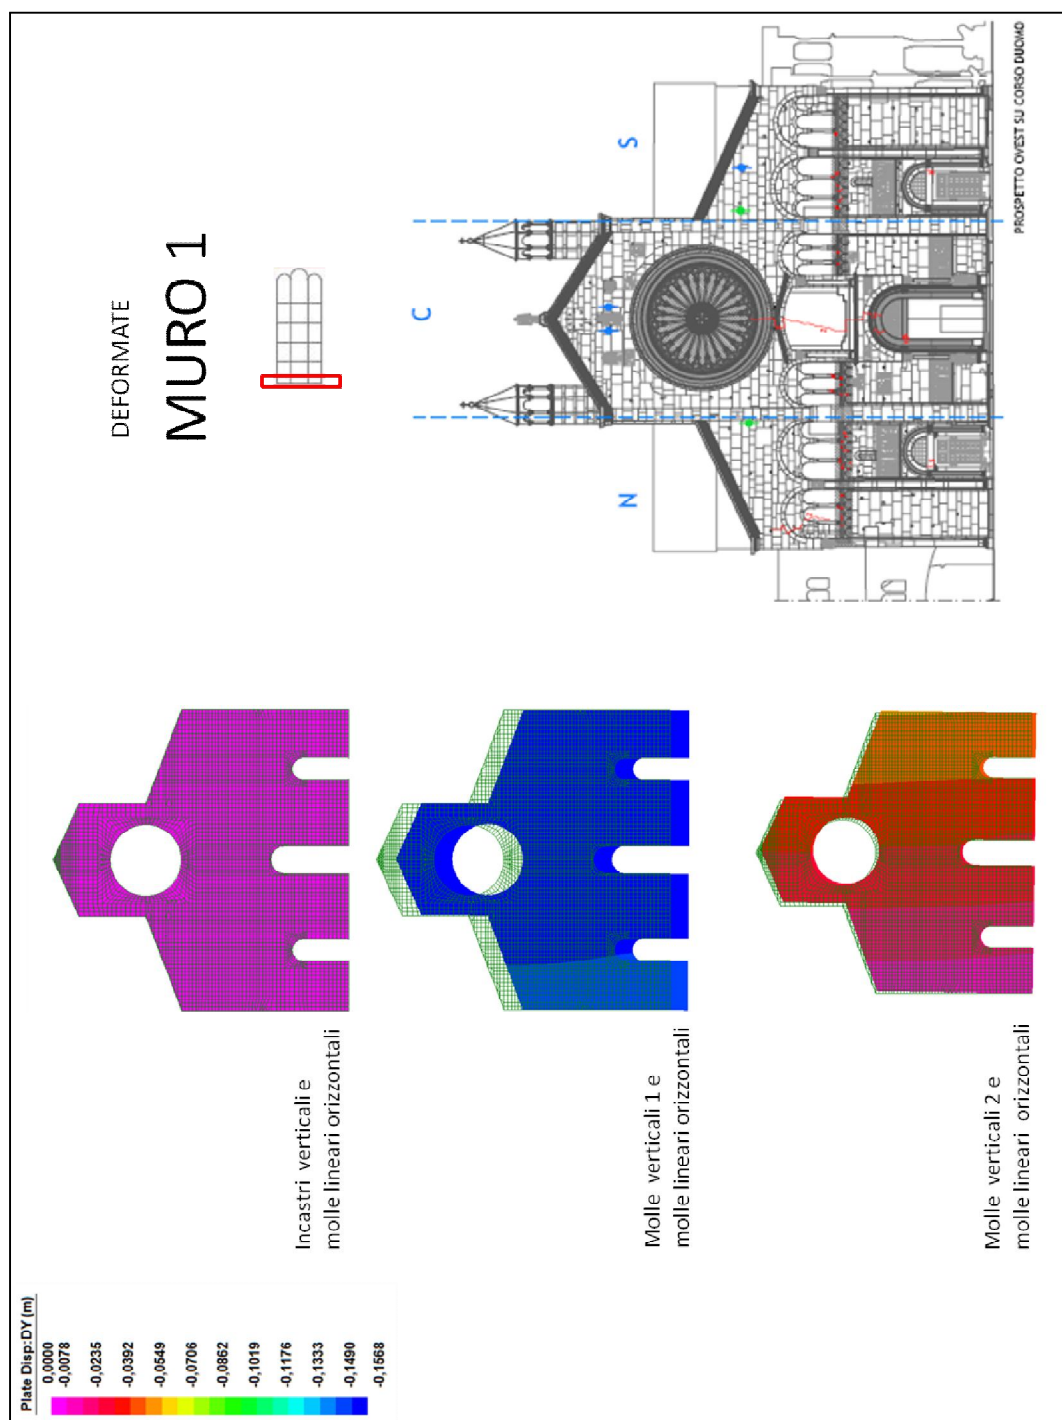 DEFORMATE
MURO 1
Plate Disp:DY (m)
0,0000
-0,0078
-0,0235
-0,0392
-0,0549
-0,0706
-0,0862
-0,1019
-0,1176
-0,1333
-0,1490
-0,1568
Incastri verticali e
molle lineari orizzontali
Molle verticali 1 e
molle lineari orizzontali
Molle verticali 2 e
molle lineari orizzontali
N
C
S
PROSPETTO OVEST SU CORSO DUOMO